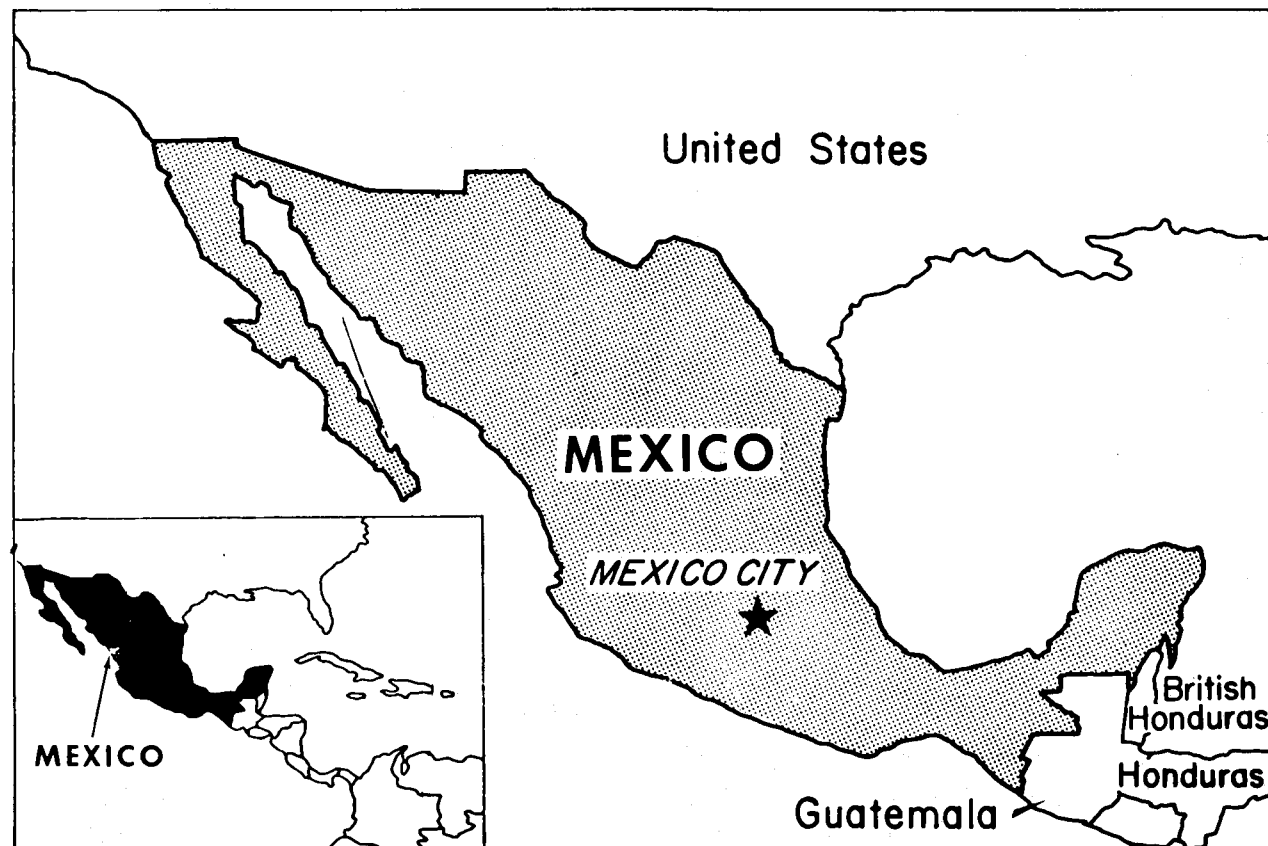 United States
MEXICO
MEXICO CITY
British
Honduras
MEXICO
Honduras
Guatemala